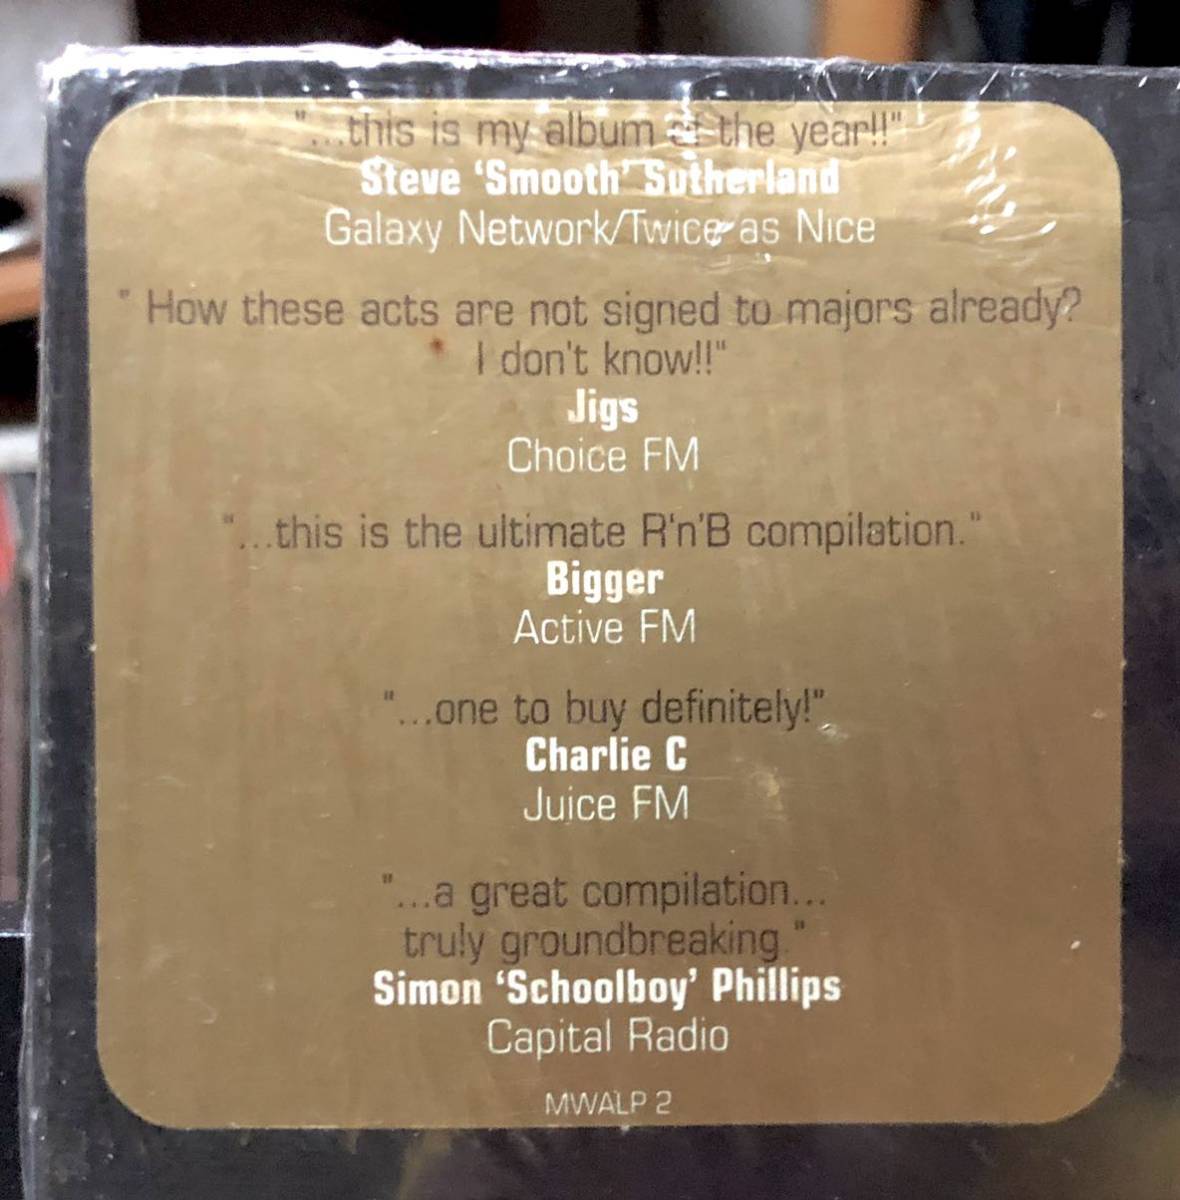 "...this is my album of the year!!"
Steve ‘Smooth’ Sutherland
Galaxy Network/Twice as Nice
" How these acts are not signed to majors already?
I don't know!!"
Jigs
Choice FM
"...this is the ultimate R'n'B compilation."
Bigger
Active FM
"...one to buy definitely!"
Charlie C
Juice FM
"...a great compilation...
truly groundbreaking."
Simon ‘Schoolboy’ Phillips
Capital Radio
MWALP 2